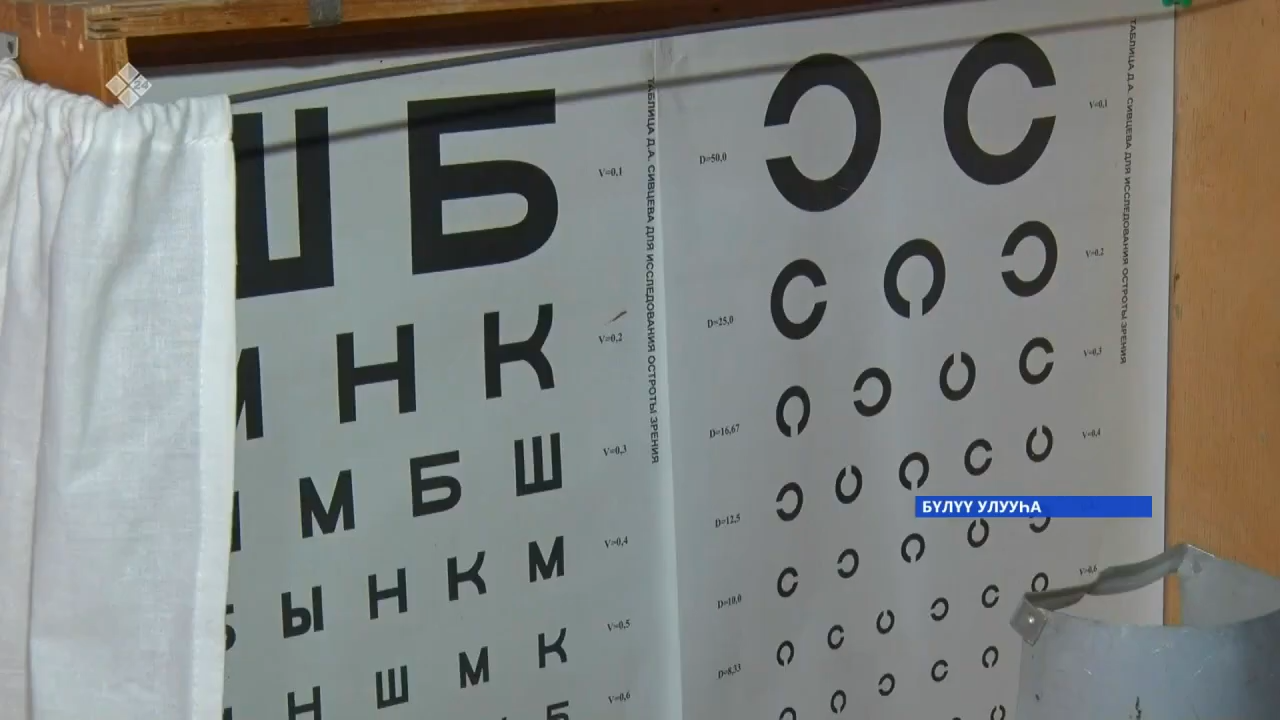 Ш Б V=0,1
Н К V=0,2
М Б Ш V=0,3
Ы Н К М V=0,4
Н Ш М К V=0,5
Б V=0,6
ТАБЛИЦА Д.А. СИВЦЕВА ДЛЯ ИССЛЕДОВАНИЯ ОСТРОТЫ ЗРЕНИЯ
D=50,0 V=0,1
D=25,0 V=0,2
D=16,67 V=0,3
D=12,5 V=0,4
D=10,0
D=8,33 V=0,6
ТАБЛИЦА Д.А. СИВЦЕВА ДЛЯ ИССЛЕДОВАНИЯ ОСТРОТЫ ЗРЕНИЯ
БҮЛҮҮ УЛУУҺА
24